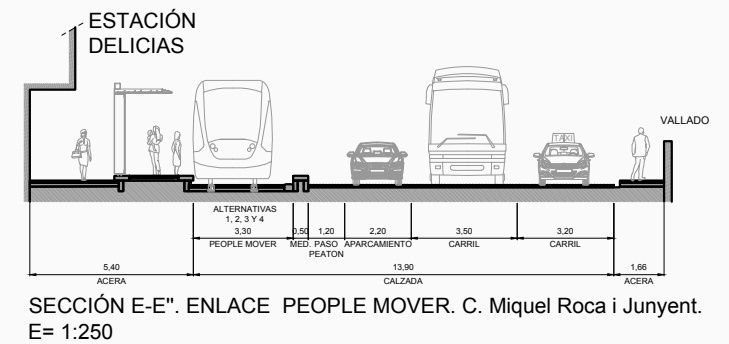 ESTACIÓN
DELICIAS
TAXI
VALLADO
ALTERNATIVAS
1, 2, 3 Y 4
3,30 0,50 1,20 2,20 3,50 3,20
PEOPLE MOVER MED. PASO APARCAMIENTO CARRIL CARRIL
PEATON
5,40 13,90 1,66
ACERA CALZADA ACERA
SECCIÓN E-E". ENLACE PEOPLE MOVER. C. Miquel Roca i Junyent.
E= 1:250